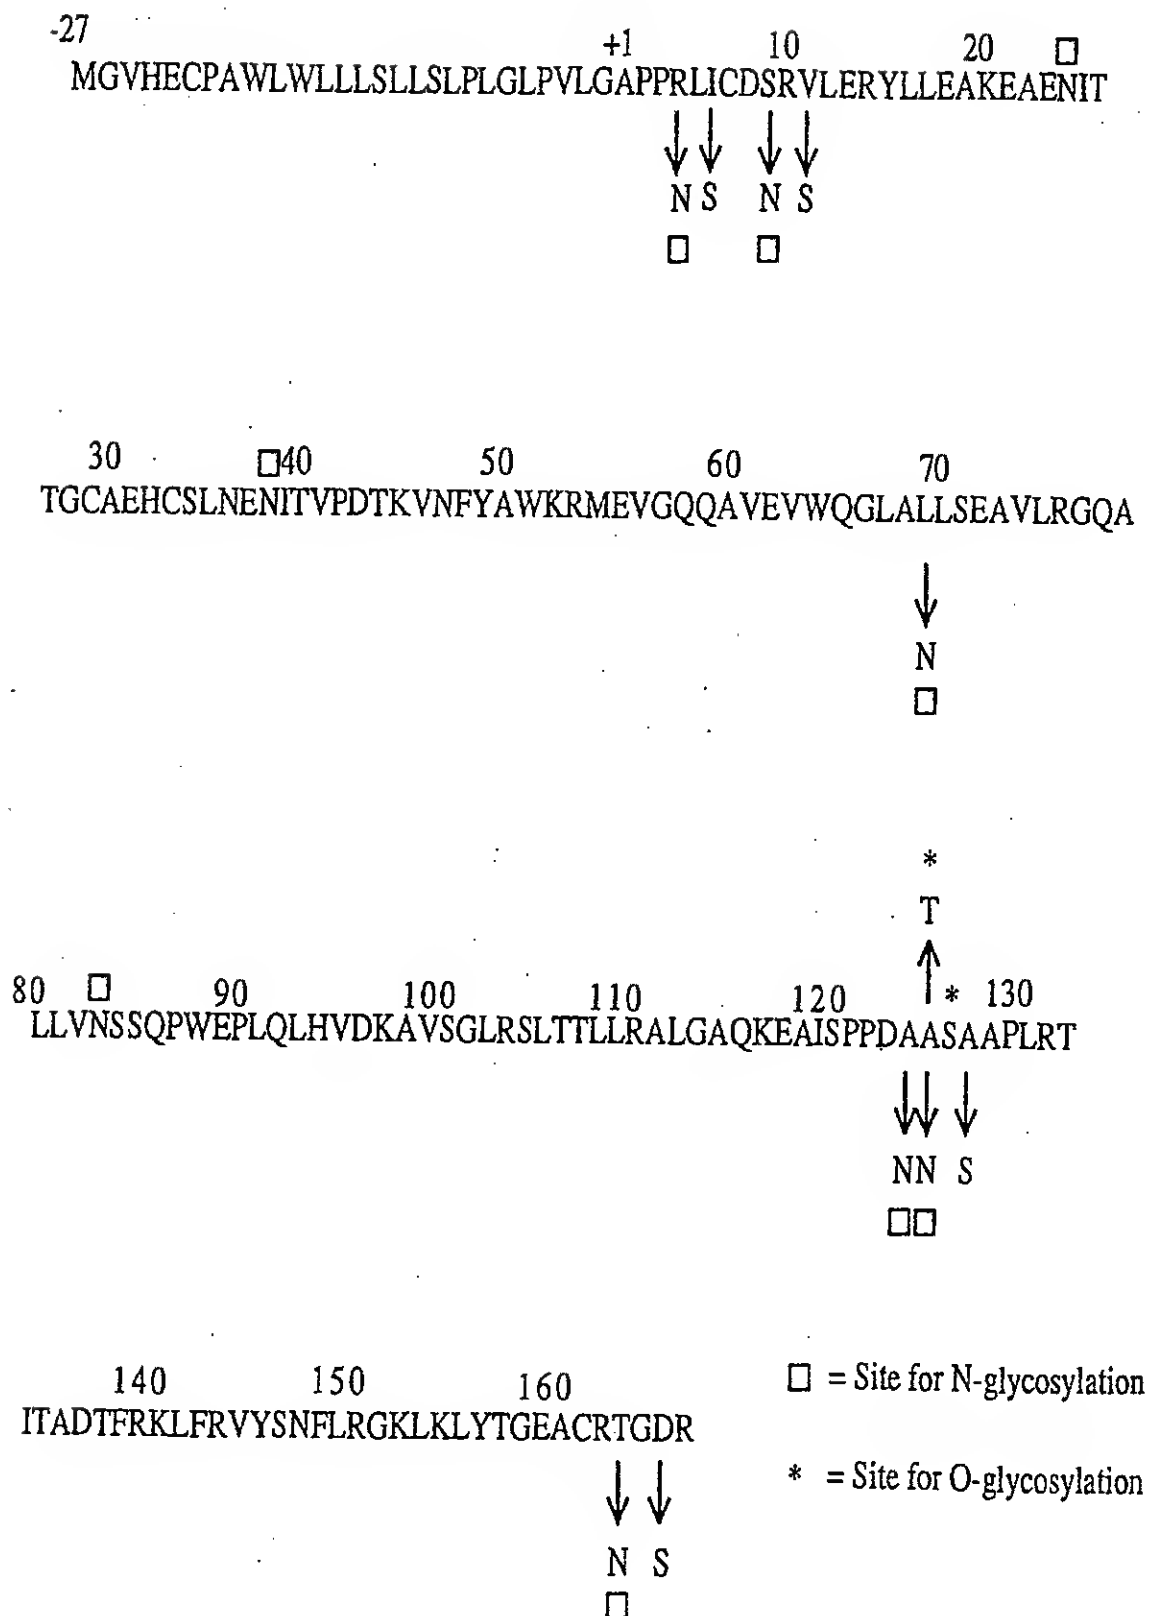 -27 +1 10 20 □
MGVHECPAWLWLLLSLLSLPLGLPVLGAPPRLICDSRVLERYLLEAKEAENIT
N S N S
□ □
30 □40 50 60 70
TGCAEHCSLNENITVPDTKVNFYAWKRMEVGQQAVEVWQGLALLSEAVLRGQA
N
□
*
T
80 □ 90 100 110 120 * 130
LLVNSSQPWEPLQLHVDKAVSGLRSLTTLLRALGAQKEAISPPDAASAAPLRT
NN S
□□
140 150 160
ITADTFRKLFRVYSNFLRGKLKLYTGEACRTGDR
N S
□
□ = Site for N-glycosylation
* = Site for O-glycosylation